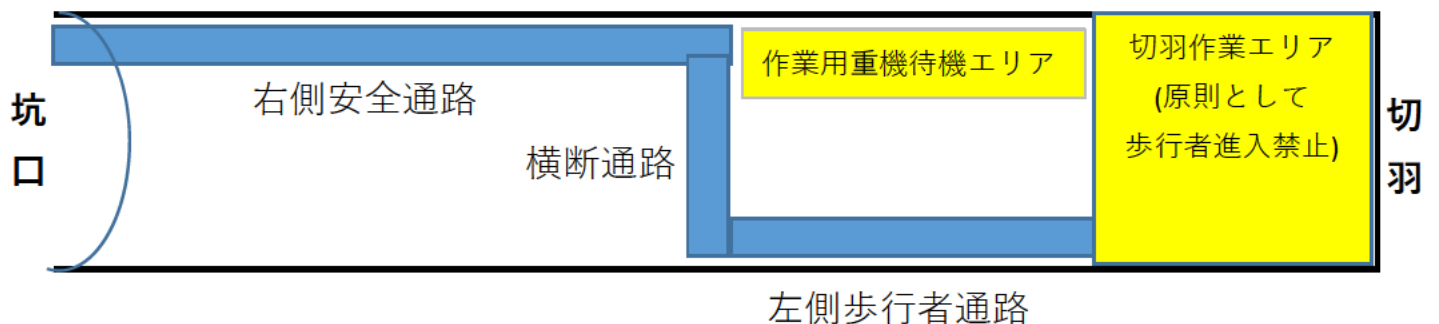 坑口
右側安全通路
横断通路
作業用重機待機エリア
切羽作業エリア
(原則として
歩行者進入禁止)
切羽
左側歩行者通路